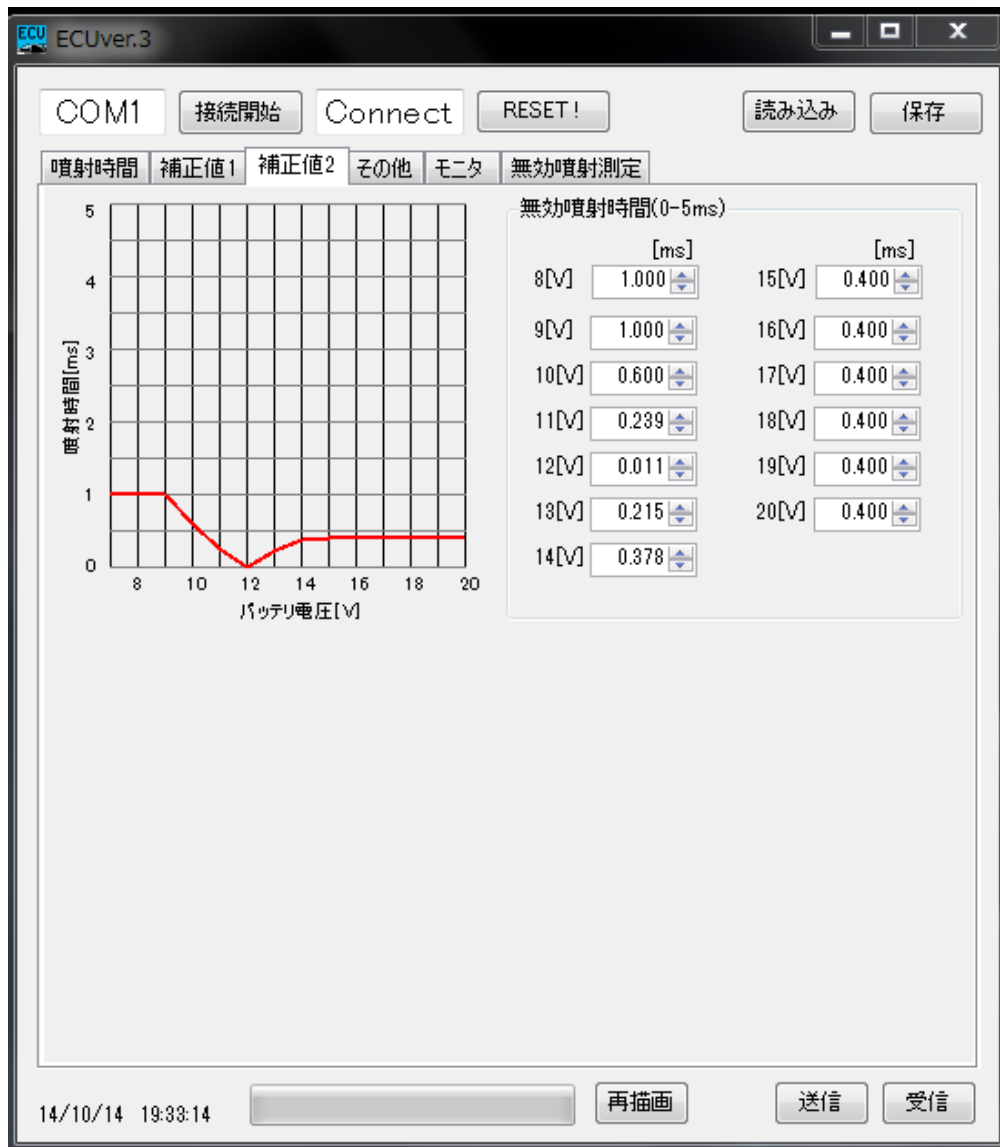 ECU ECUver.3
COM1 接続開始 Connect RESET! 読み込み 保存
噴射時間 補正値1 補正値2 その他 モニタ 無効噴射測定
無効噴射時間(0-5ms)
[ms] [ms]
8[V] 1.000 15[V] 0.400
9[V] 1.000 16[V] 0.400
10[V] 0.600 17[V] 0.400
11[V] 0.239 18[V] 0.400
12[V] 0.011 19[V] 0.400
13[V] 0.215 20[V] 0.400
14[V] 0.378
噴射時間[ms]
5
4
3
2
1
0
8 10 12 14 16 18 20
バッテリ電圧[V]
14/10/14 19:33:14 再描画 送信 受信